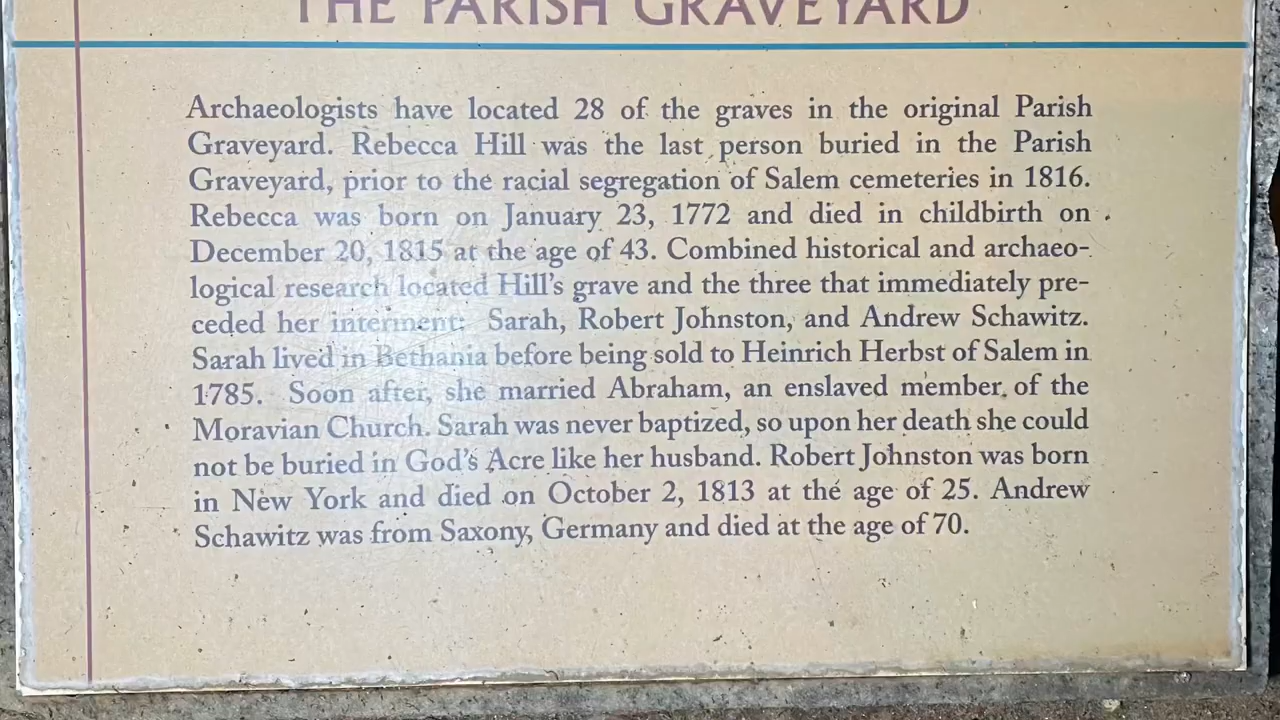 THE PARISH GRAVEYARD
Archaeologists have located 28 of the graves in the original Parish
Graveyard. Rebecca Hill was the last person buried in the Parish
Graveyard, prior to the racial segregation of Salem cemeteries in 1816.
Rebecca was born on January 23, 1772 and died in childbirth on
December 20, 1815 at the age of 43. Combined historical and archaeo-
logical research located Hill's grave and the three that immediately pre-
ceded her interment: Sarah, Robert Johnston, and Andrew Schawitz.
Sarah lived in Bethania before being sold to Heinrich Herbst of Salem in
1785. Soon after, she married Abraham, an enslaved member of the
Moravian Church. Sarah was never baptized, so upon her death she could
not be buried in God's Acre like her husband. Robert Johnston was born
in New York and died on October 2, 1813 at the age of 25. Andrew
Schawitz was from Saxony, Germany and died at the age of 70.